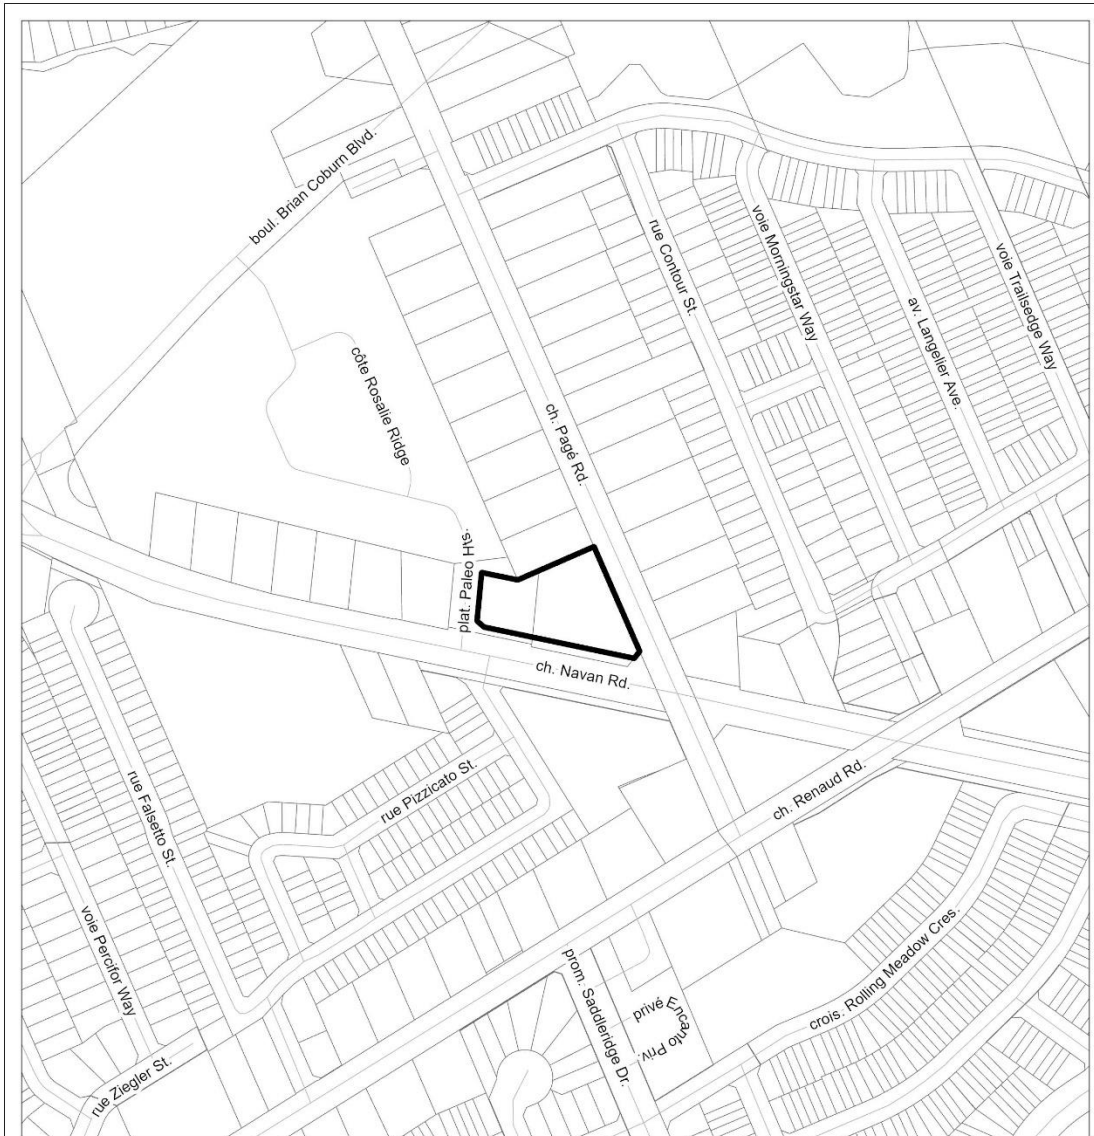 boul. Brian Coburn Blvd.
rue Contour St.
voie Morningstar Way
av. Langelier Ave.
voie Trailsedge Way
côte Rosalie Ridge
ch. Pagé Rd.
plat. Paleo Hts.
ch. Navan Rd.
rue Pizzicato St.
ch. Renaud Rd.
rue Falsetto St.
voie Percifor Way
rue Ziegler St.
prom. Saddleridge Dr.
privé Encanto Priv.
crois. Rolling Meadow Cres.